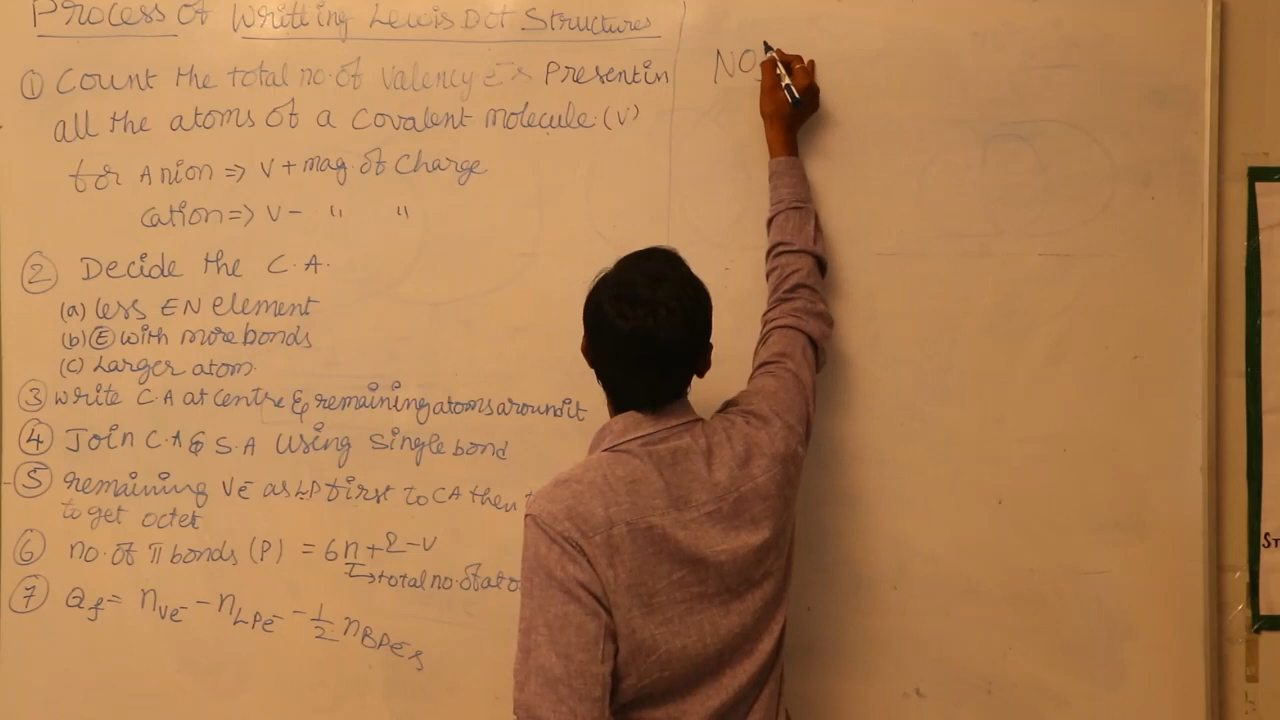 Process of Writting Lewis Dot Structures
① Count the total no. of valency e⁻s Present in
all the atoms of a covalent molecule. (V)
for Anion ⇒ V + mag. of Charge
Cation ⇒ V - " "
② Decide the C.A.
(a) less EN element
(b) Ⓔ with more bonds
(c) Larger atom.
③ Write C.A at centre & remaining atoms around it
④ Join C.A & S.A using single bond
⑤ remaining Ve⁻ as LP first to CA then
to get octet
⑥ no. of π bonds (P) = 6n + 2 - V
↳ total no. of
⑦ Qf = nVe⁻ - nLPe⁻ - 1/2 nBPe⁻s
NO
ST